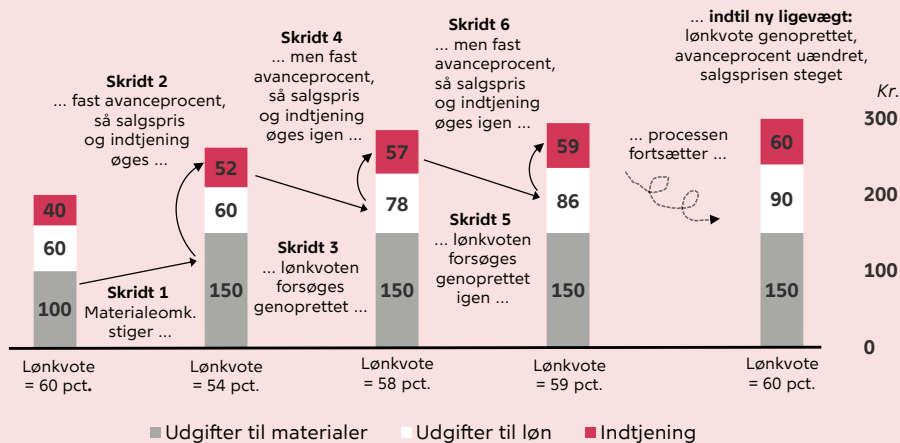 Skridt 1
Materialeomk.
stiger ...
Skridt 2
... fast avanceprocent,
så salgspris
og indtjening
øges ...
Skridt 3
... lønkvoten
forsøges
genoprettet ...
Skridt 4
... men fast
avanceprocent,
så salgspris
og indtjening
øges igen ...
Skridt 5
... lønkvoten
forsøges
genoprettet
igen ...
Skridt 6
... men fast
avanceprocent,
så salgspris
og indtjening
øges igen ...
... processen
fortsætter ...
... indtil ny ligevægt:
lønkvote genoprettet,
avanceprocent uændret,
salgsprisen steget
Kr.
300
200
100
0
40
60
100
52
60
150
57
78
150
59
86
150
60
90
150
Lønkvote
= 60 pct.
Lønkvote
= 54 pct.
Lønkvote
= 58 pct.
Lønkvote
= 59 pct.
Lønkvote
= 60 pct.
Udgifter til materialer
Udgifter til løn
Indtjening